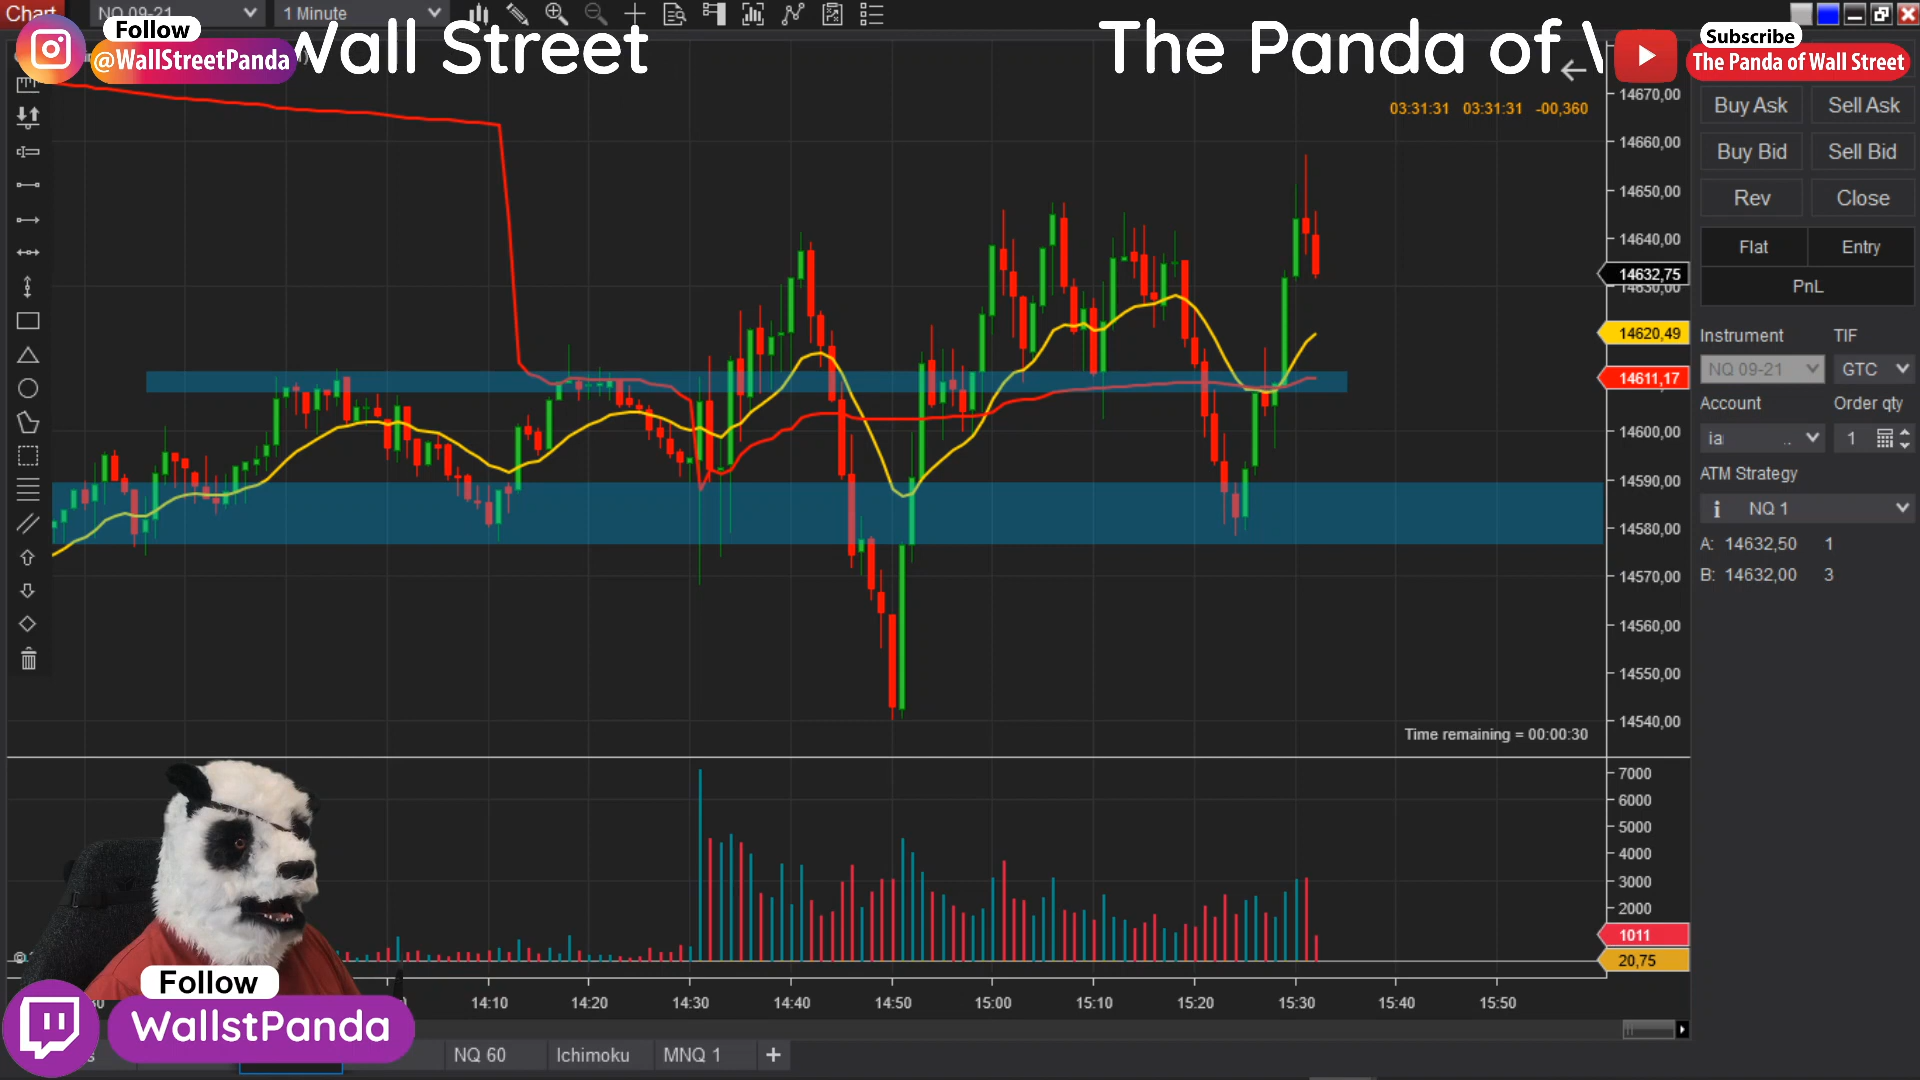 Chart
NQ 09-21
1 Minute
Follow
@WallStreetPanda
Wall Street
The Panda of W
Subscribe
The Panda of Wall Street
03:31:31 03:31:31 -00,360
14670,00
14660,00
14650,00
14640,00
14632,75
14630,00
14620,49
14611,17
14600,00
14590,00
14580,00
14570,00
14560,00
14550,00
14540,00
Time remaining = 00:00:30
7000
6000
5000
4000
3000
2000
1011
20,75
Buy Ask
Sell Ask
Buy Bid
Sell Bid
Rev
Close
Flat
Entry
PnL
Instrument
TIF
NQ 09-21
GTC
Account
Order qty
ia
1
ATM Strategy
NQ 1
A: 14632,50 1
B: 14632,00 3
14:10
14:20
14:30
14:40
14:50
15:00
15:10
15:20
15:30
15:40
15:50
Follow
WallstPanda
NQ 60
Ichimoku
MNQ 1
+